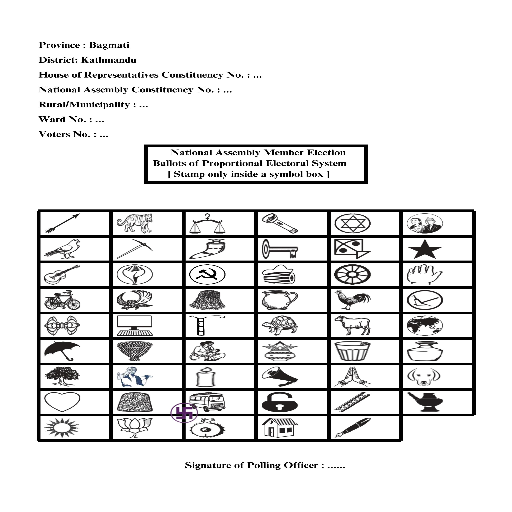 Province : Bagmati
District: Kathmandu
House of Representatives Constituency No. : ...
National Assembly Constituency No. : ...
Rural/Municipality : ...
Ward No. : ...
Voters No. : ...
National Assembly Member Election
Ballots of Proportional Electoral System
[ Stamp only inside a symbol box ]
Signature of Polling Officer : ......